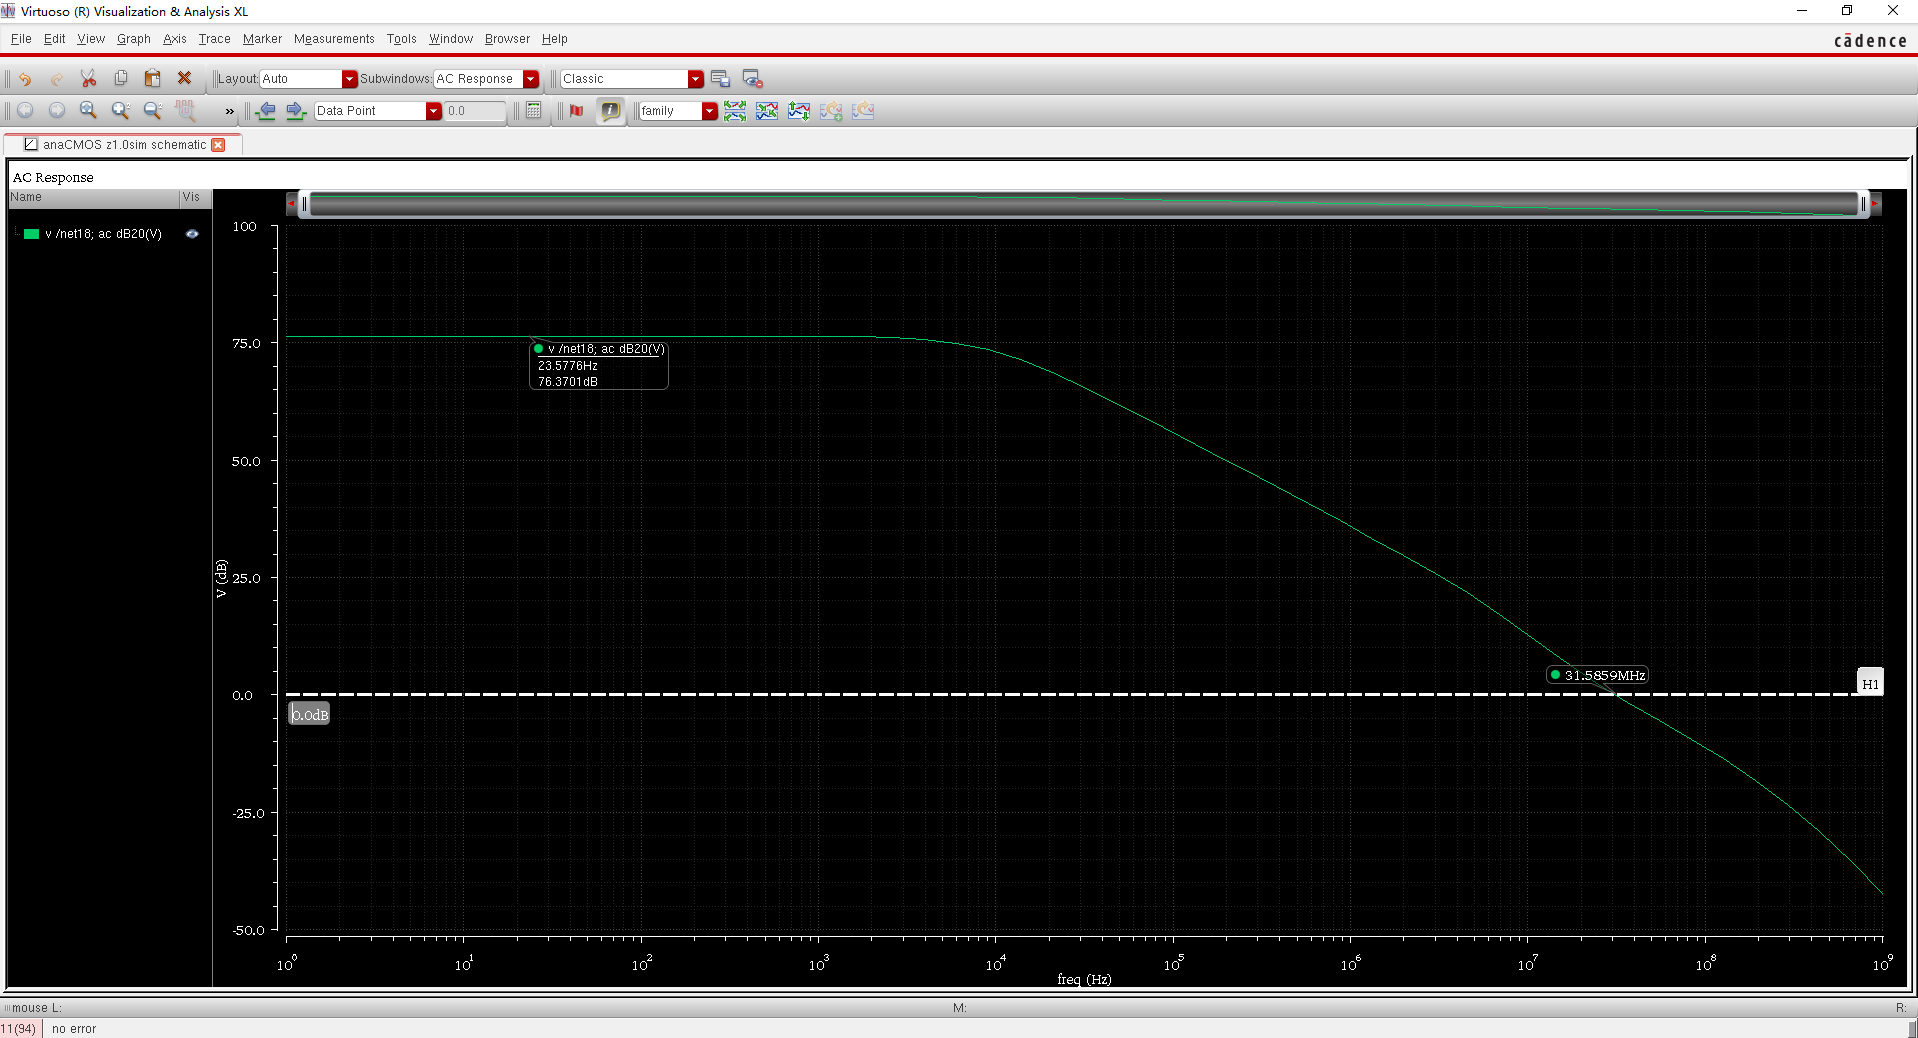 Virtuoso (R) Visualization & Analysis XL
File Edit View Graph Axis Trace Marker Measurements Tools Window Browser Help
cādence
Layout: Auto Subwindows: AC Response Classic
» Data Point 0.0 family
anaCMOS z1.0sim schematic
AC Response
Name Vis
v /net18; ac dB20(V)
100
75.0
50.0
25.0
0.0
-25.0
-50.0
V (dB)
v /net18; ac dB20(V)
23.5776Hz
76.3701dB
31.5859MHz
H1
0.0dB
10^0 10^1 10^2 10^3 10^4 10^5 10^6 10^7 10^8 10^9
freq (Hz)
mouse L: M: R:
11(94) no error